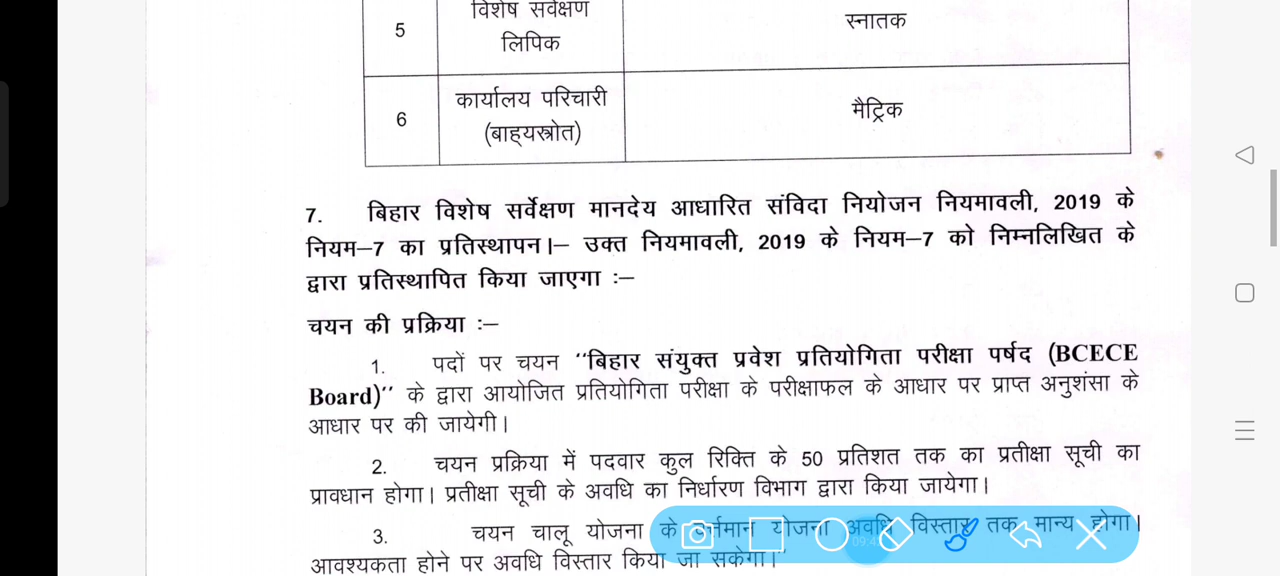 5
विशेष सर्वेक्षण
लिपिक
स्नातक
6
कार्यालय परिचारी
(बाह्यस्त्रोत)
मैट्रिक
7. बिहार विशेष सर्वेक्षण मानदेय आधारित संविदा नियोजन नियमावली, 2019 के
नियम–7 का प्रतिस्थापन।– उक्त नियमावली, 2019 के नियम–7 को निम्नलिखित के
द्वारा प्रतिस्थापित किया जाएगा :–
चयन की प्रक्रिया :–
1. पदों पर चयन "बिहार संयुक्त प्रवेश प्रतियोगिता परीक्षा पर्षद (BCECE
Board)" के द्वारा आयोजित प्रतियोगिता परीक्षा के परीक्षाफल के आधार पर प्राप्त अनुशंसा के
आधार पर की जायेगी।
2. चयन प्रक्रिया में पदवार कुल रिक्ति के 50 प्रतिशत तक का प्रतीक्षा सूची का
प्रावधान होगा। प्रतीक्षा सूची के अवधि का निर्धारण विभाग द्वारा किया जायेगा।
3. चयन चालू योजना के वर्त्तमान योजना अवधि विस्तार तक मान्य होगा।
आवश्यकता होने पर अवधि विस्तार किया जा सकेगा।"